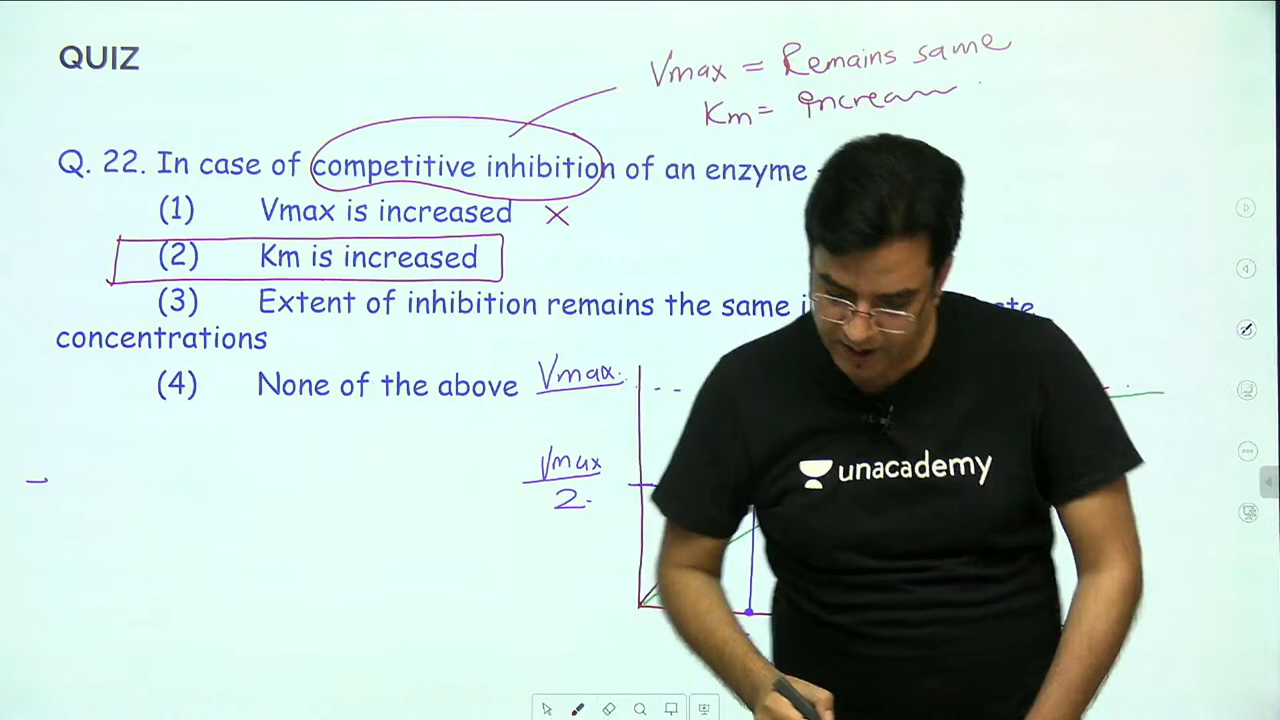 QUIZ
Vmax = Remains same
Km =
Q. 22. In case of competitive inhibition of an enzyme
(1) Vmax is increased ×
(2) Km is increased
(3) Extent of inhibition remains the same
concentrations
(4) None of the above Vmax
Vmax
2
unacademy